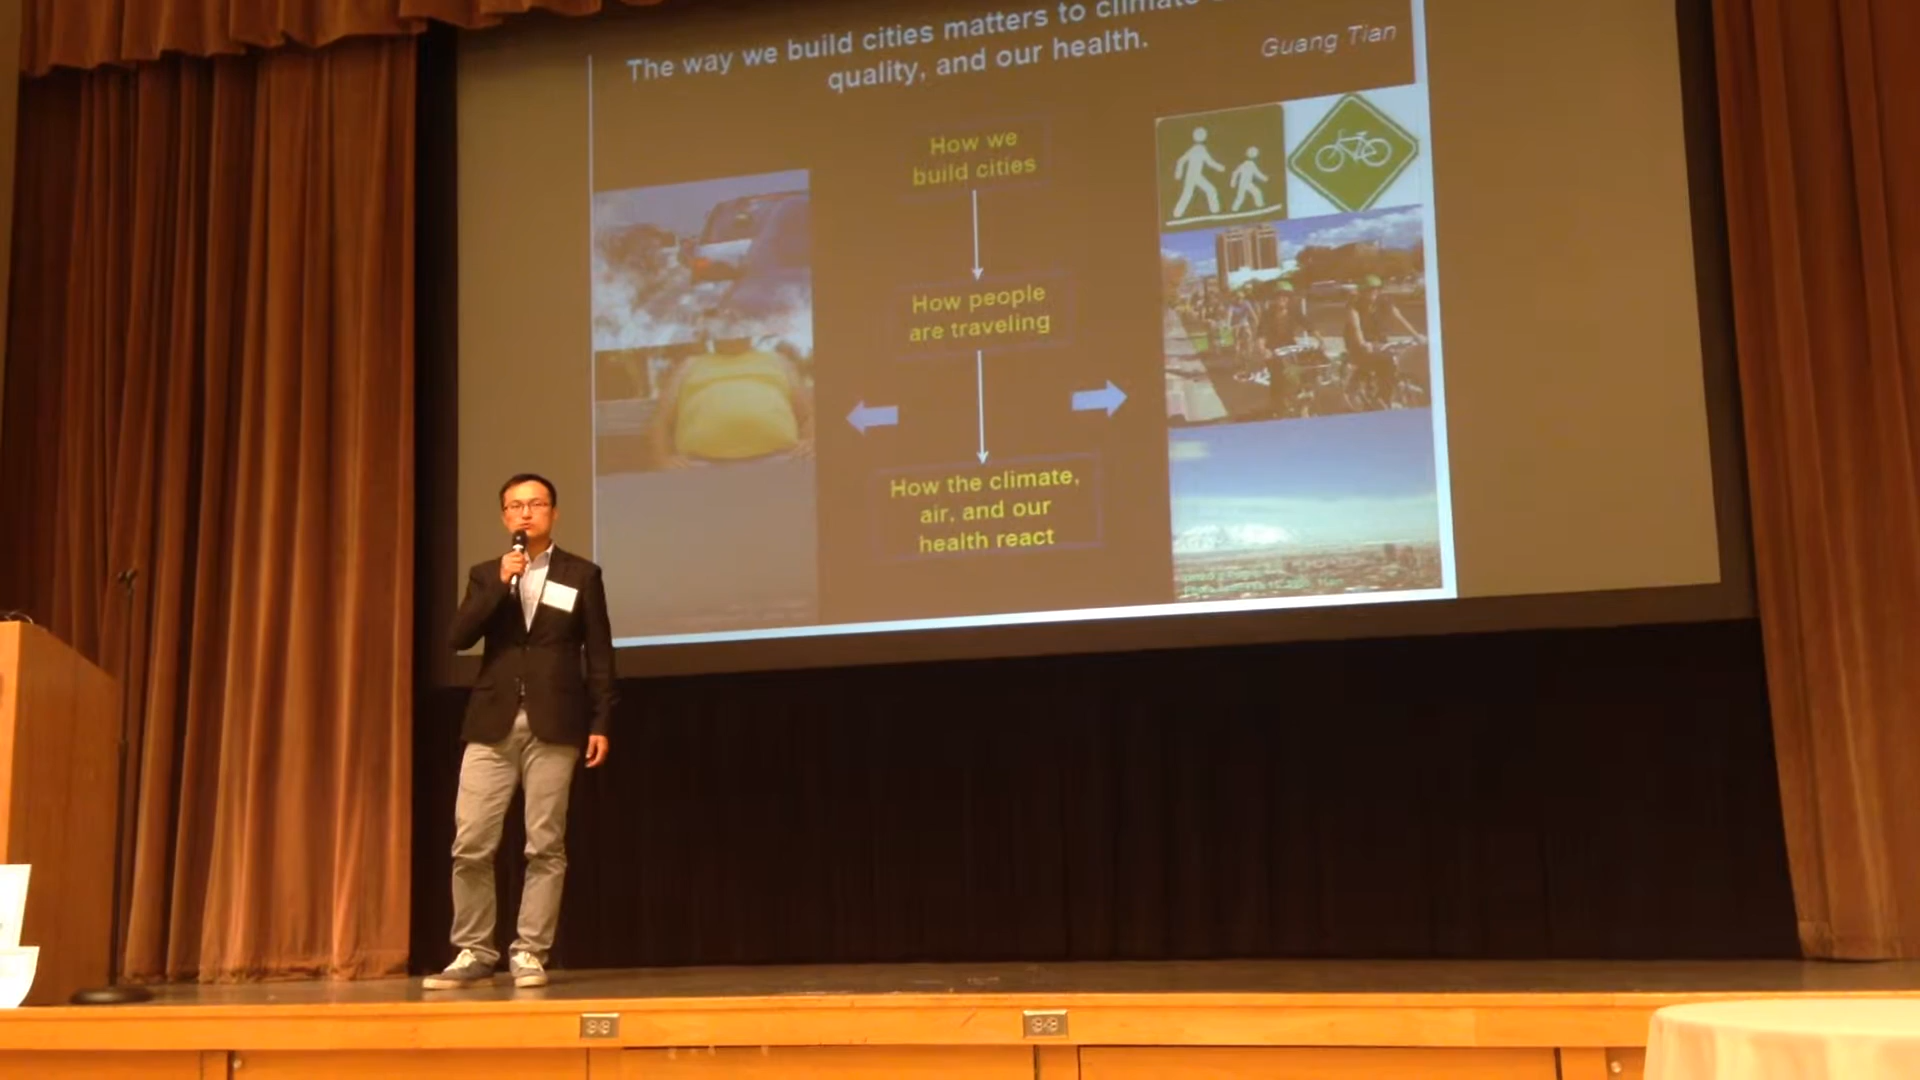 The way we build cities matters to climate
quality, and our health.
Guang Tian
How we
build cities
How people
are traveling
How the climate,
air, and our
health react